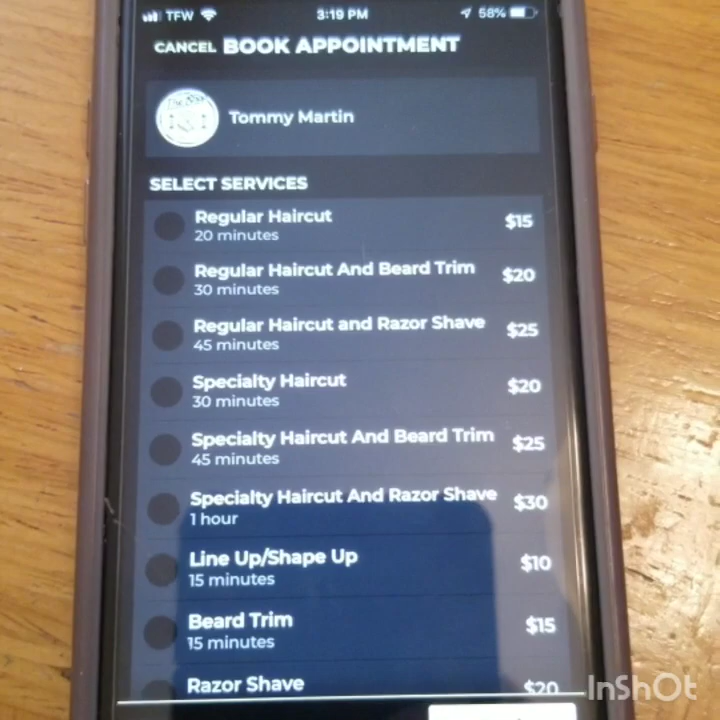 TFW 3:19 PM 58%
CANCEL BOOK APPOINTMENT
Tommy Martin
SELECT SERVICES
Regular Haircut $15
20 minutes
Regular Haircut And Beard Trim $20
30 minutes
Regular Haircut and Razor Shave $25
45 minutes
Specialty Haircut $20
30 minutes
Specialty Haircut And Beard Trim $25
45 minutes
Specialty Haircut And Razor Shave $30
1 hour
Line Up/Shape Up $10
15 minutes
Beard Trim $15
15 minutes
Razor Shave $20
InShOt